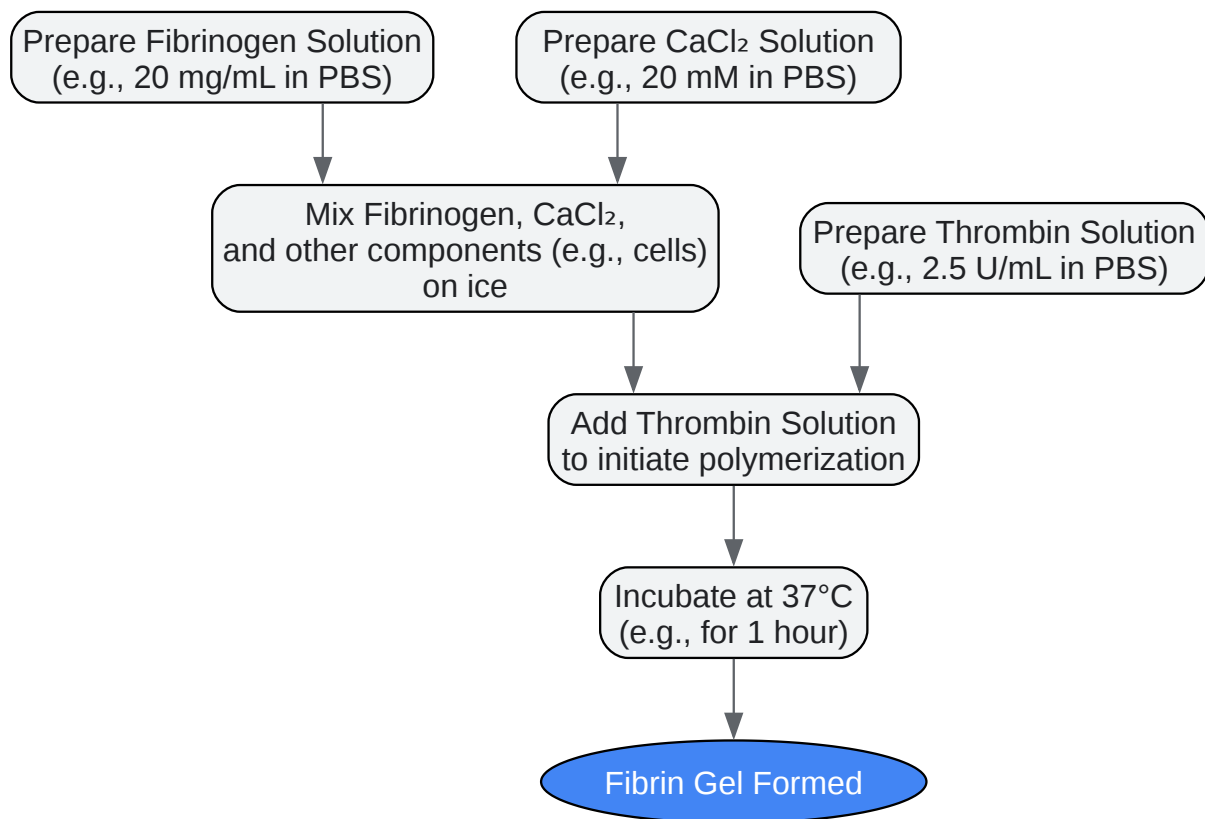 Prepare Fibrinogen Solution
(e.g., 20 mg/mL in PBS)
Prepare CaCl₂ Solution
(e.g., 20 mM in PBS)
Mix Fibrinogen, CaCl₂,
and other components (e.g., cells)
on ice
Prepare Thrombin Solution
(e.g., 2.5 U/mL in PBS)
Add Thrombin Solution
to initiate polymerization
Incubate at 37°C
(e.g., for 1 hour)
Fibrin Gel Formed